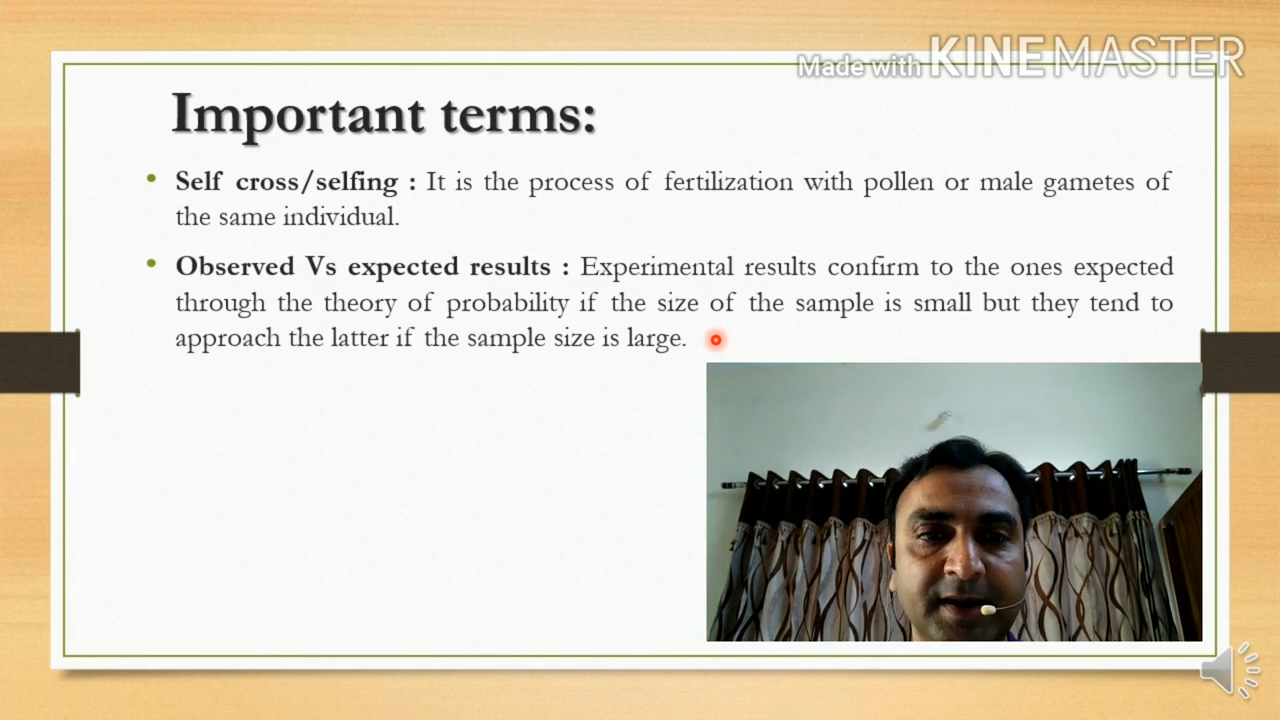 Made with KINEMASTER
Important terms:
• Self cross/selfing : It is the process of fertilization with pollen or male gametes of
the same individual.
• Observed Vs expected results : Experimental results confirm to the ones expected
through the theory of probability if the size of the sample is small but they tend to
approach the latter if the sample size is large.